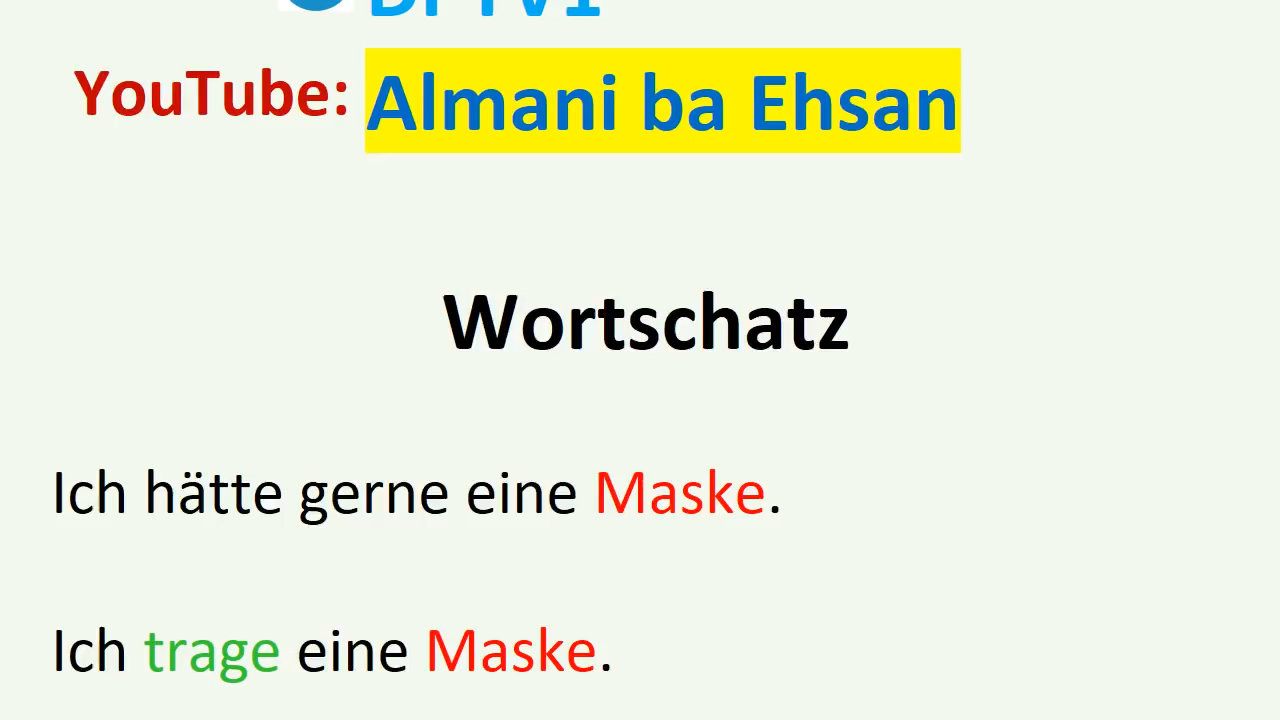 YouTube: Almani ba Ehsan
Wortschatz
Ich hätte gerne eine Maske.
Ich trage eine Maske.